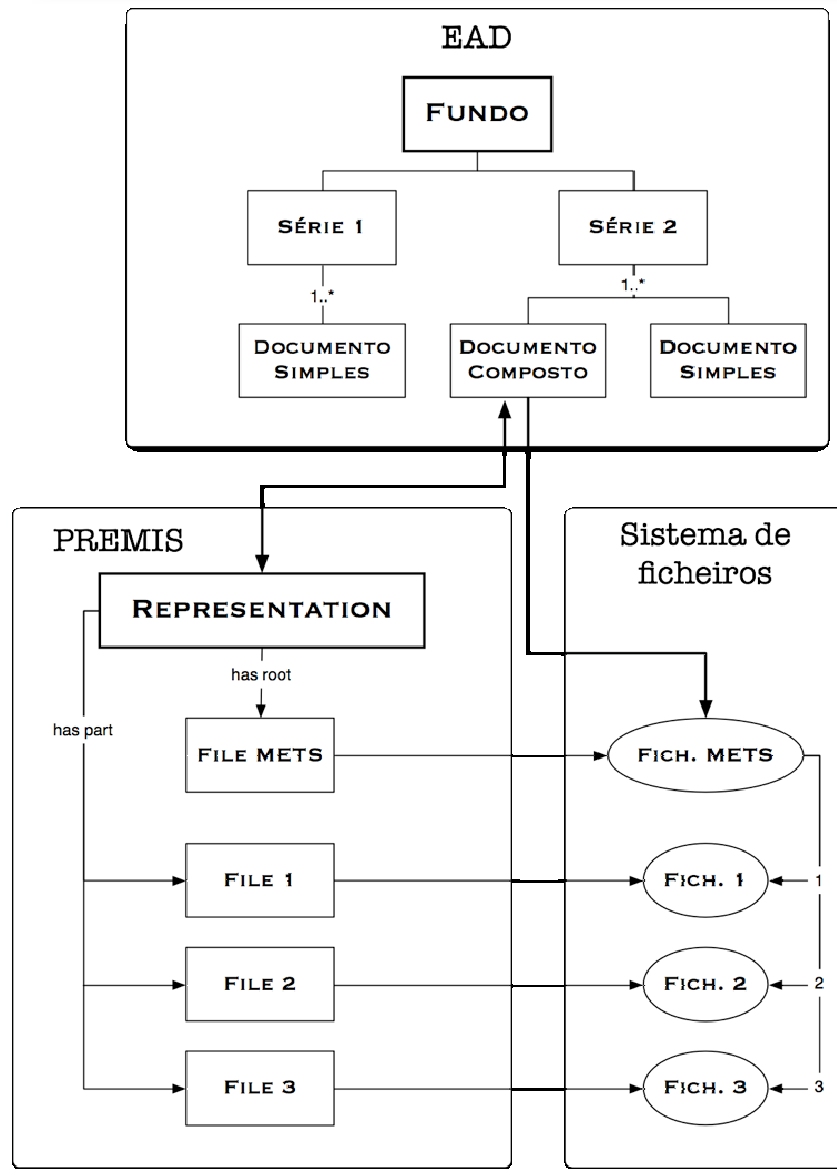 EAD
FUNDO
SÉRIE 1
SÉRIE 2
1..*
1..*
DOCUMENTO
SIMPLES
DOCUMENTO
COMPOSTO
DOCUMENTO
SIMPLES
PREMIS
REPRESENTATION
has root
has part
FILE METS
FILE 1
FILE 2
FILE 3
Sistema de
ficheiros
FICH. METS
FICH. 1
1
FICH. 2
2
FICH. 3
3